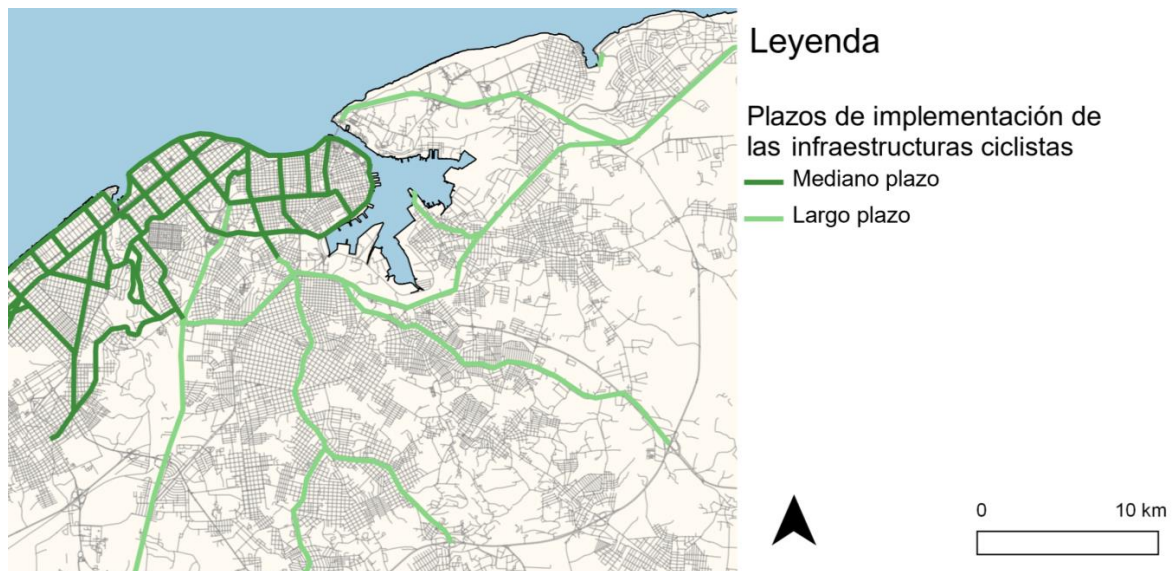 Leyenda
Plazos de implementación de
las infraestructuras ciclistas
Mediano plazo
Largo plazo
0 10 km